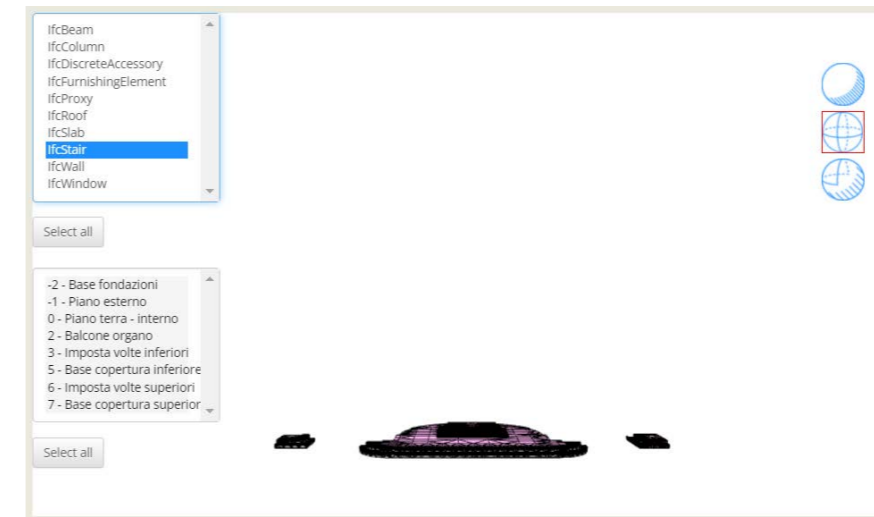 IfcBeam
IfcColumn
IfcDiscreteAccessory
IfcFurnishingElement
IfcProxy
IfcRoof
IfcSlab
IfcStair
IfcWall
IfcWindow
Select all
-2 - Base fondazioni
-1 - Piano esterno
0 - Piano terra - interno
2 - Balcone organo
3 - Imposta volte inferiori
5 - Base copertura inferiore
6 - Imposta volte superiori
7 - Base copertura superior
Select all